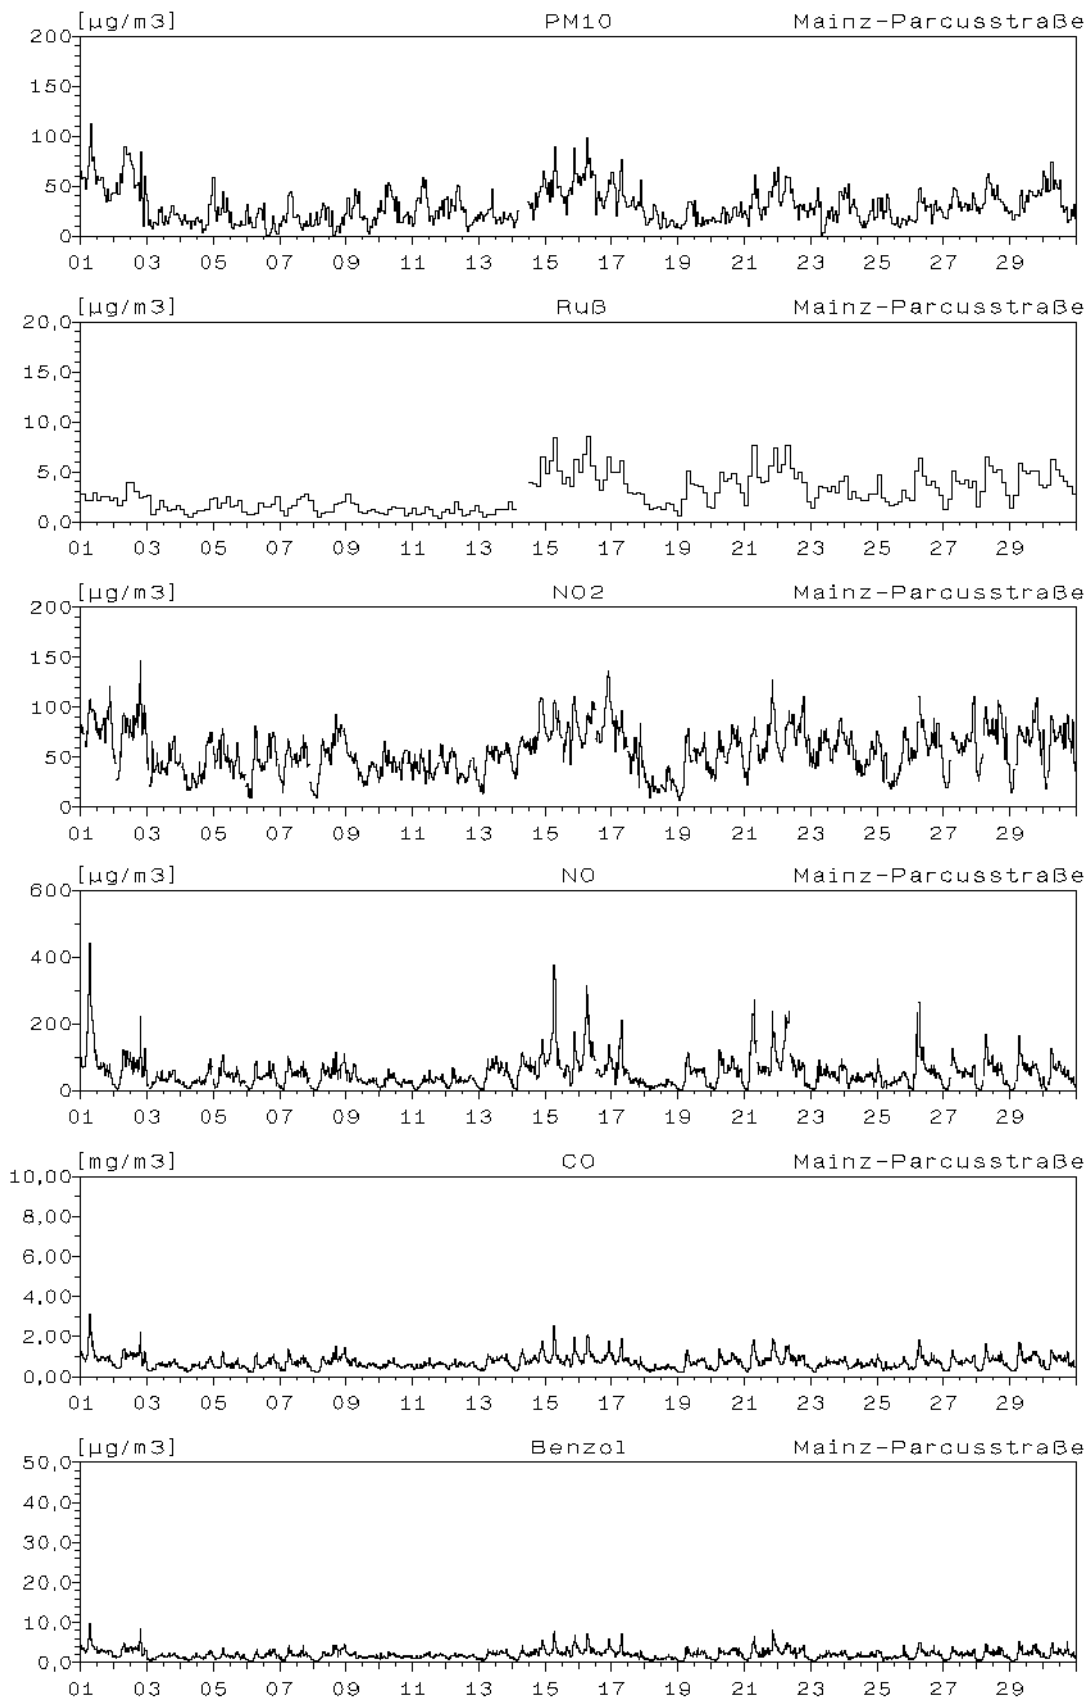 [µg/m3] PM10 Mainz-Parcusstraße
200
150
100
50
0
01 03 05 07 09 11 13 15 17 19 21 23 25 27 29
[µg/m3] Ruß Mainz-Parcusstraße
20,0
15,0
10,0
5,0
0,0
01 03 05 07 09 11 13 15 17 19 21 23 25 27 29
[µg/m3] NO2 Mainz-Parcusstraße
200
150
100
50
0
01 03 05 07 09 11 13 15 17 19 21 23 25 27 29
[µg/m3] NO Mainz-Parcusstraße
600
400
200
0
01 03 05 07 09 11 13 15 17 19 21 23 25 27 29
[mg/m3] CO Mainz-Parcusstraße
10,00
8,00
6,00
4,00
2,00
0,00
01 03 05 07 09 11 13 15 17 19 21 23 25 27 29
[µg/m3] Benzol Mainz-Parcusstraße
50,0
40,0
30,0
20,0
10,0
0,0
01 03 05 07 09 11 13 15 17 19 21 23 25 27 29